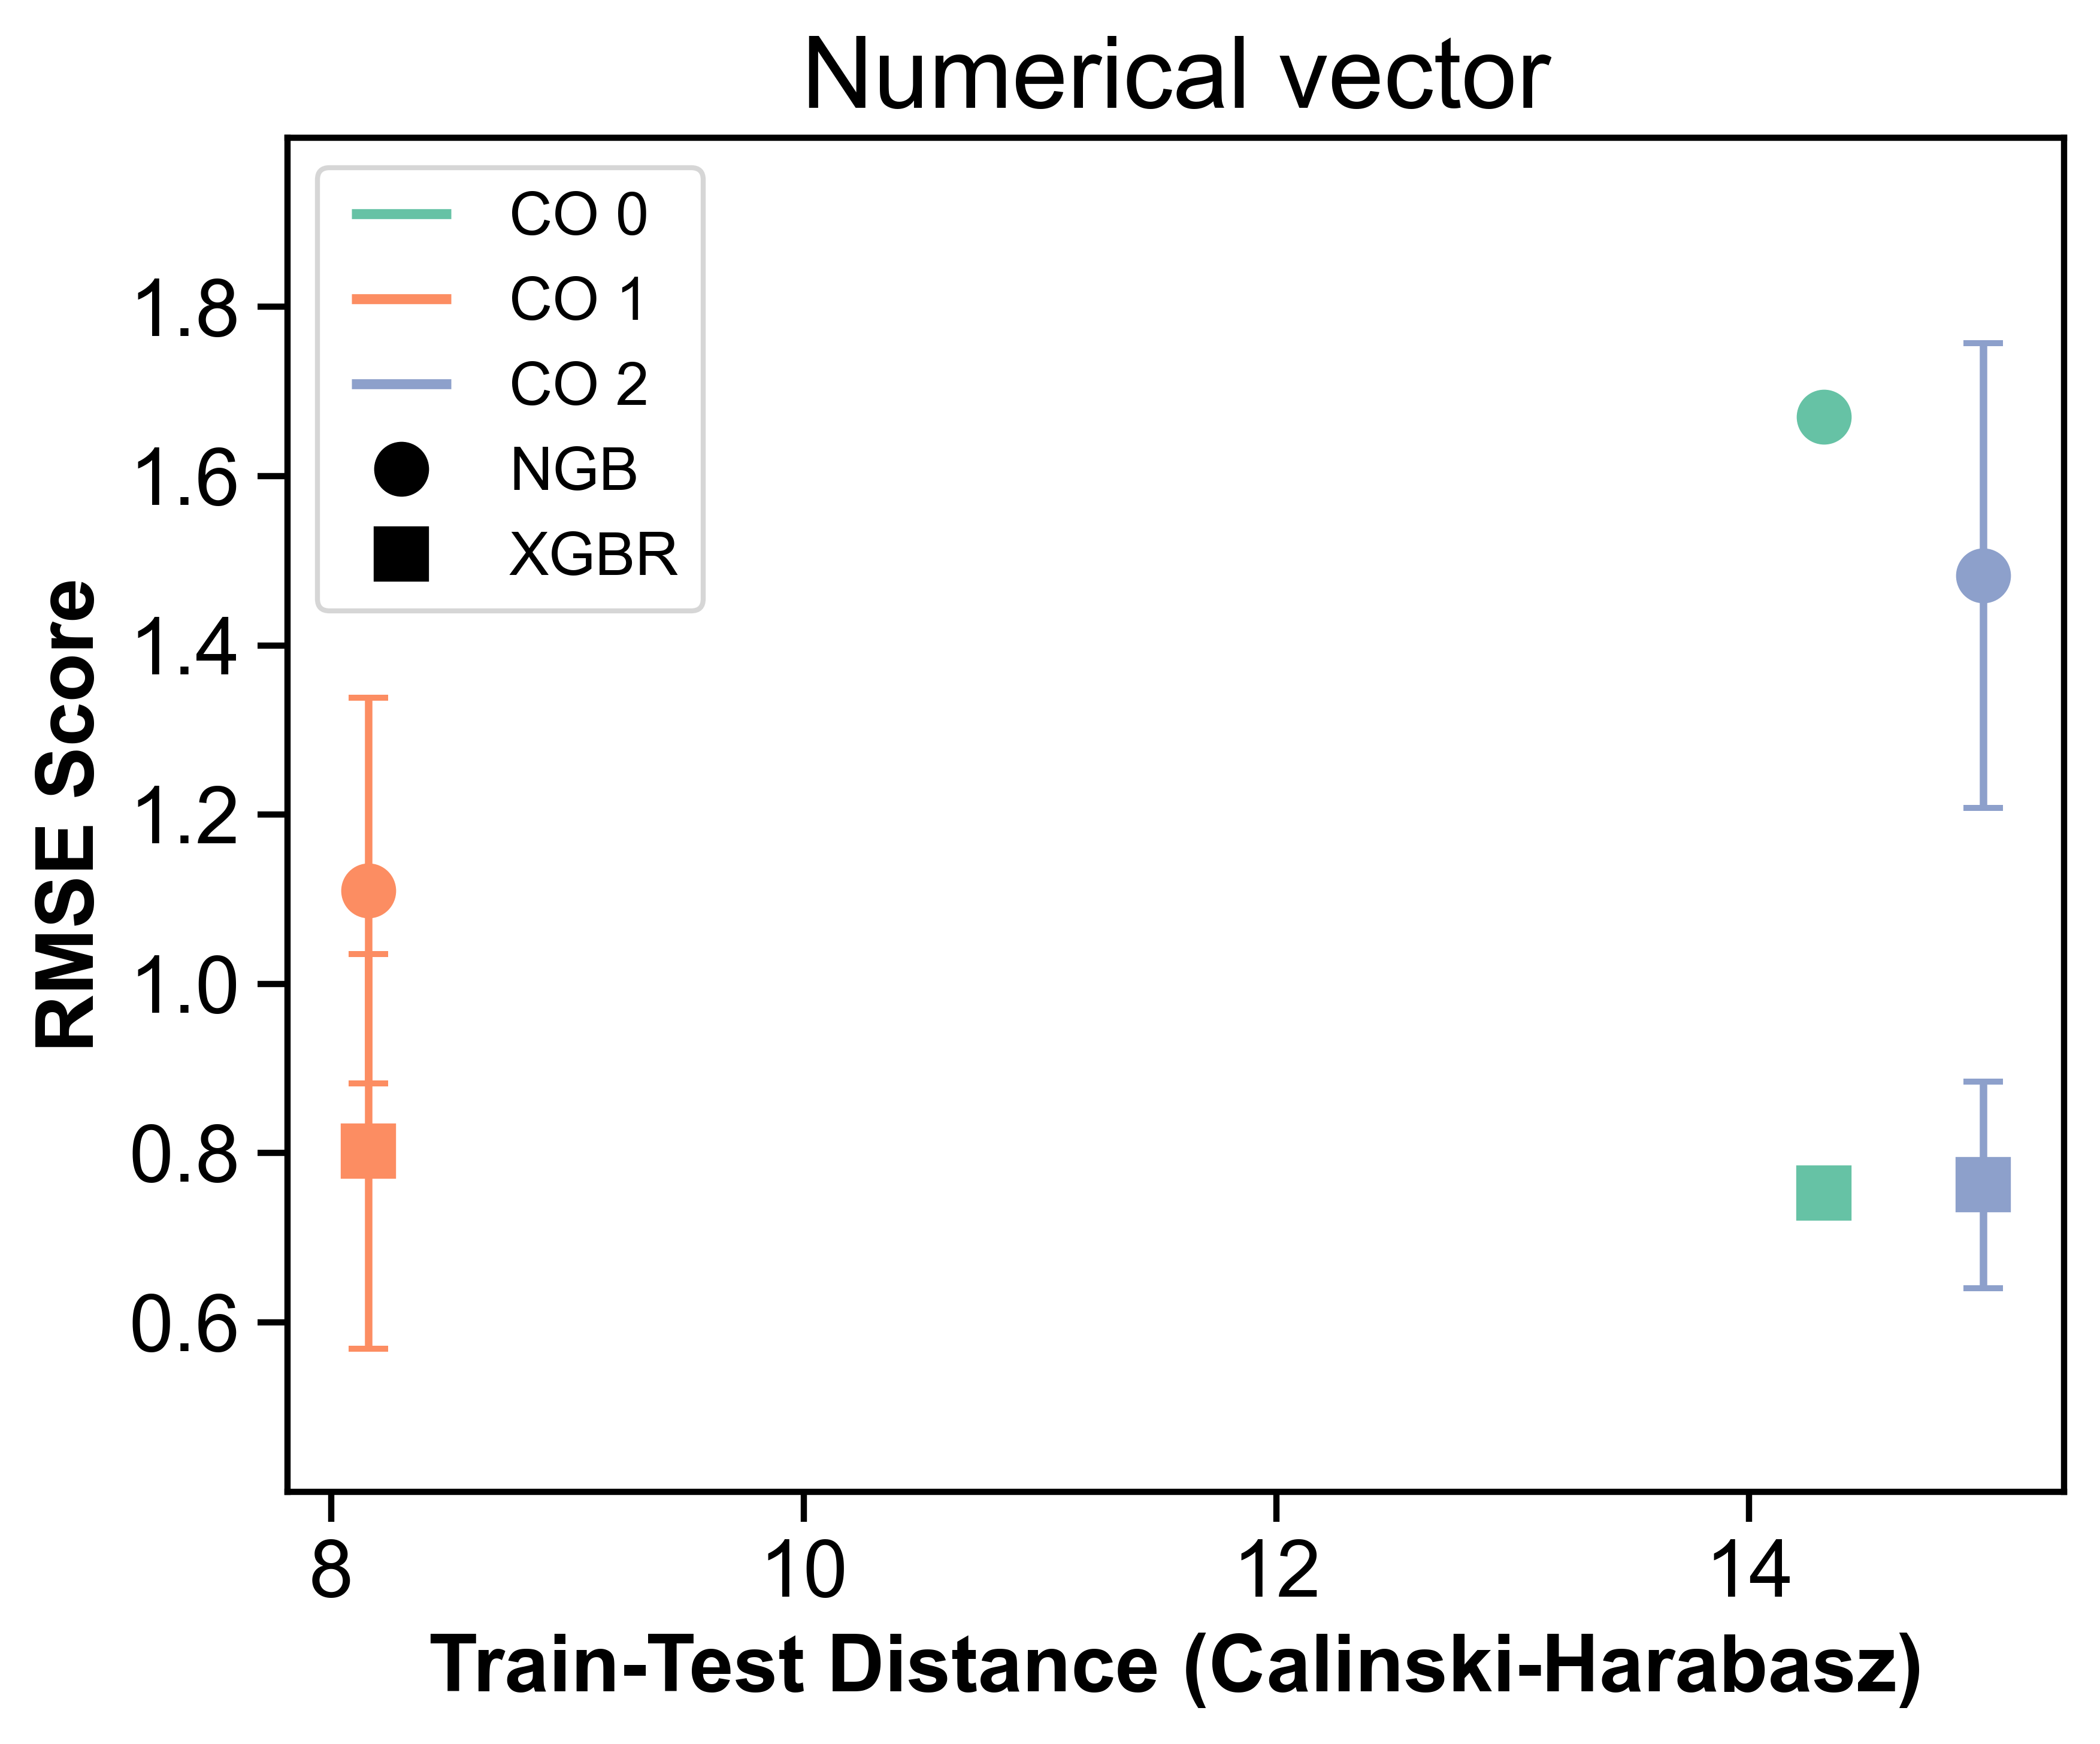 Numerical vector
CO 0
CO 1
CO 2
NGB
XGBR
RMSE Score
1.8
1.6
1.4
1.2
1.0
0.8
0.6
8 10 12 14
Train-Test Distance (Calinski-Harabasz)